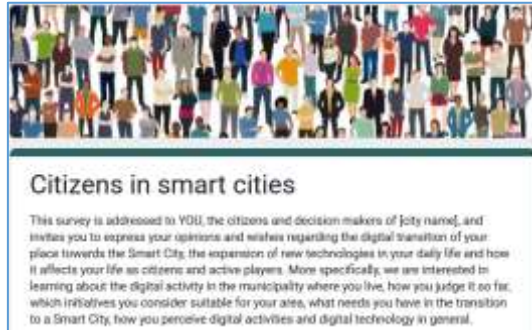 Citizens in smart cities
This survey is addressed to YOU, the citizens and decision makers of [city name], and
invites you to express your opinions and wishes regarding the digital transition of your
place towards the Smart City, the expansion of new technologies in your daily life and how
it affects your life as citizens and active players. More specifically, we are interested in
learning about the digital activity in the municipality where you live, how you judge it so far,
which initiatives you consider suitable for your area, what needs you have in the transition
to a Smart City, how you perceive digital activities and digital technology in general.